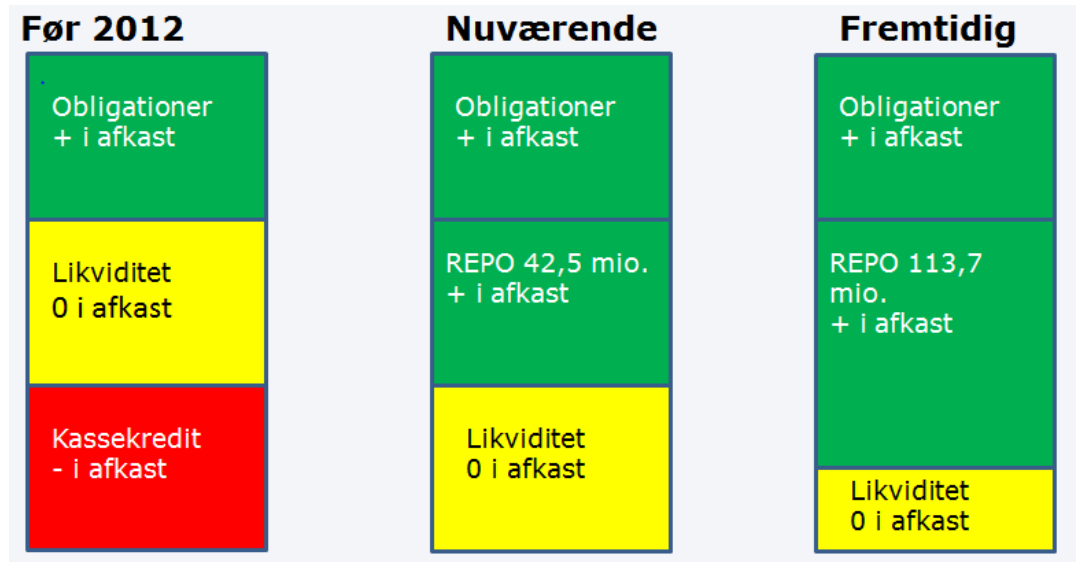 Før 2012
Obligationer
+ i afkast
Likviditet
0 i afkast
Kassekredit
- i afkast
Nuværende
Obligationer
+ i afkast
REPO 42,5 mio.
+ i afkast
Likviditet
0 i afkast
Fremtidig
Obligationer
+ i afkast
REPO 113,7
mio.
+ i afkast
Likviditet
0 i afkast